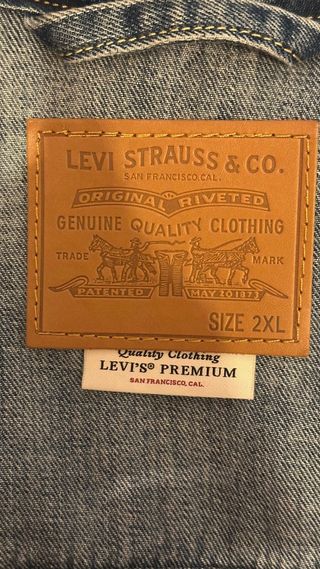 LEVI STRAUSS & CO.
SAN FRANCISCO, CAL.
ORIGINAL RIVETED
GENUINE QUALITY CLOTHING
TRADE MARK
PATENTED MAY 20 1873
SIZE 2XL
Quality Clothing
LEVI'S® PREMIUM
SAN FRANCISCO, CAL.